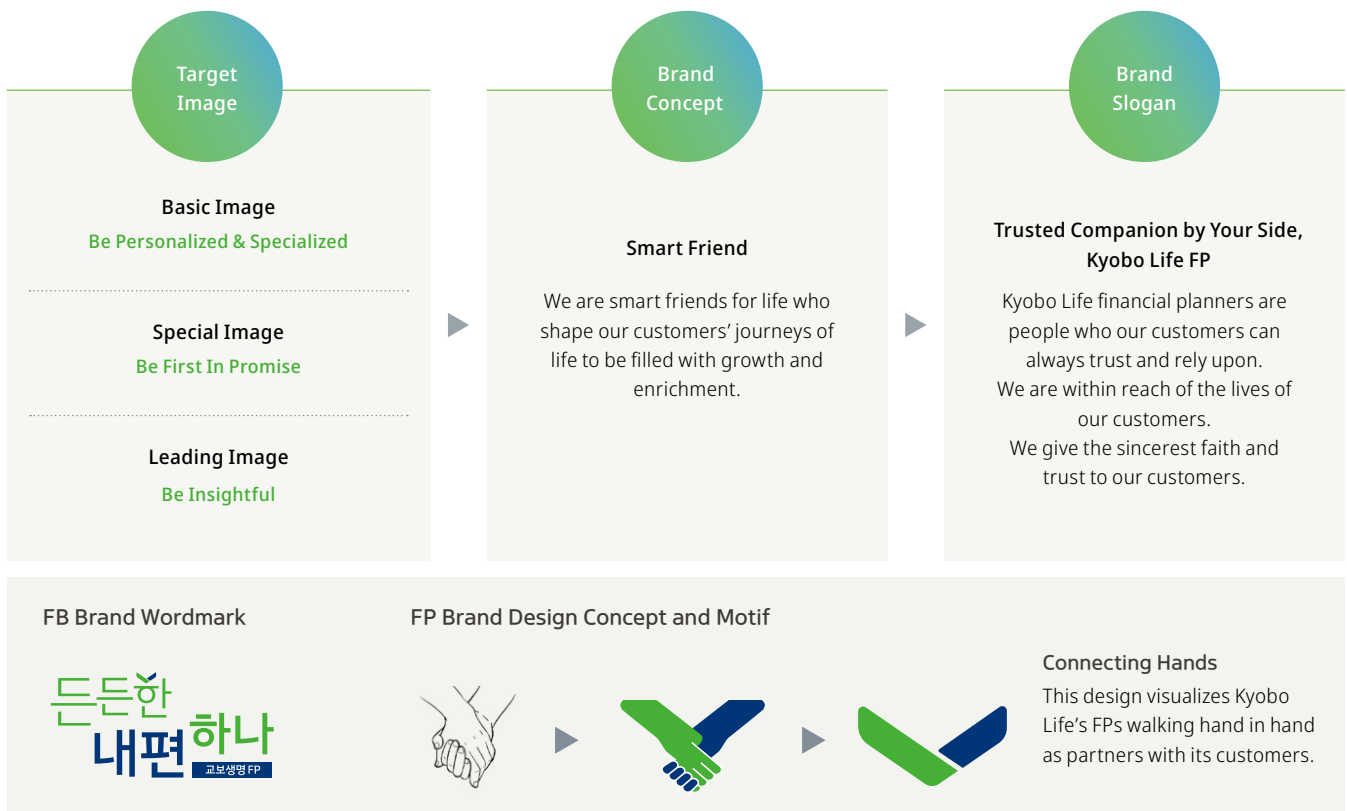 Target
Image
Basic Image
Be Personalized & Specialized
Special Image
Be First In Promise
Leading Image
Be Insightful
Brand
Concept
Smart Friend
We are smart friends for life who
shape our customers’ journeys of
life to be filled with growth and
enrichment.
Brand
Slogan
Trusted Companion by Your Side,
Kyobo Life FP
Kyobo Life financial planners are
people who our customers can
always trust and rely upon.
We are within reach of the lives of
our customers.
We give the sincerest faith and
trust to our customers.
FB Brand Wordmark
든든한
내편 하나
교보생명 FP
FP Brand Design Concept and Motif
Connecting Hands
This design visualizes Kyobo
Life’s FPs walking hand in hand
as partners with its customers.